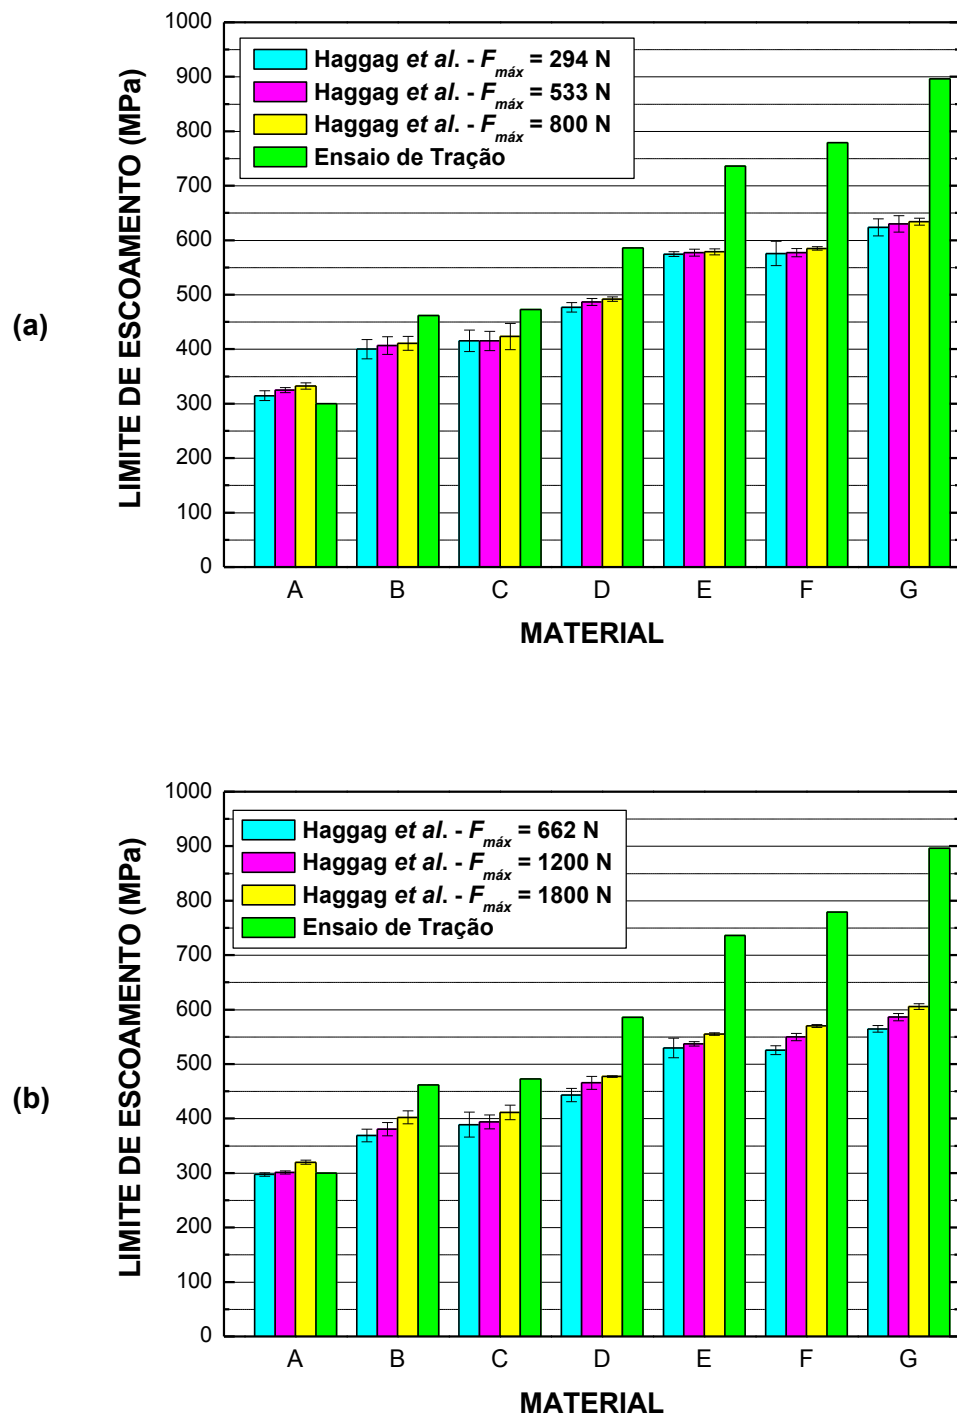 (a)
LIMITE DE ESCOAMENTO (MPa)
1000
900
800
700
600
500
400
300
200
100
0
Haggag et al. - Fmáx = 294 N
Haggag et al. - Fmáx = 533 N
Haggag et al. - Fmáx = 800 N
Ensaio de Tração
A B C D E F G
MATERIAL
(b)
LIMITE DE ESCOAMENTO (MPa)
1000
900
800
700
600
500
400
300
200
100
0
Haggag et al. - Fmáx = 662 N
Haggag et al. - Fmáx = 1200 N
Haggag et al. - Fmáx = 1800 N
Ensaio de Tração
A B C D E F G
MATERIAL